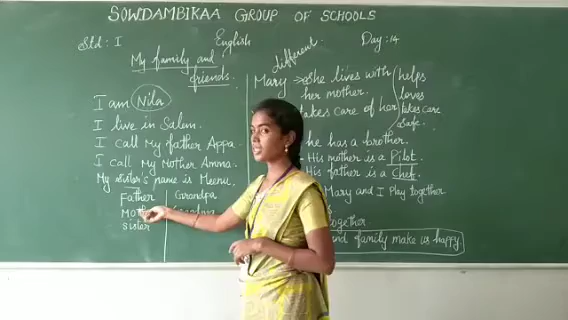 SOWDAMBIKAA GROUP OF SCHOOLS
Std: I English Day: 14
My family and
friends.
different
I am Nila
I live in Salem.
I call my father Appa.
I call My Mother Amma.
My sister's name is Meenu.
Father Grandpa
sister
Mary → she lives with
her mother.
takes care of her
helps
loves
takes care
safe.
he has a brother.
His mother is a Pilot.
His father is a Chef.
Mary and I Play together.
together
and family make us happy